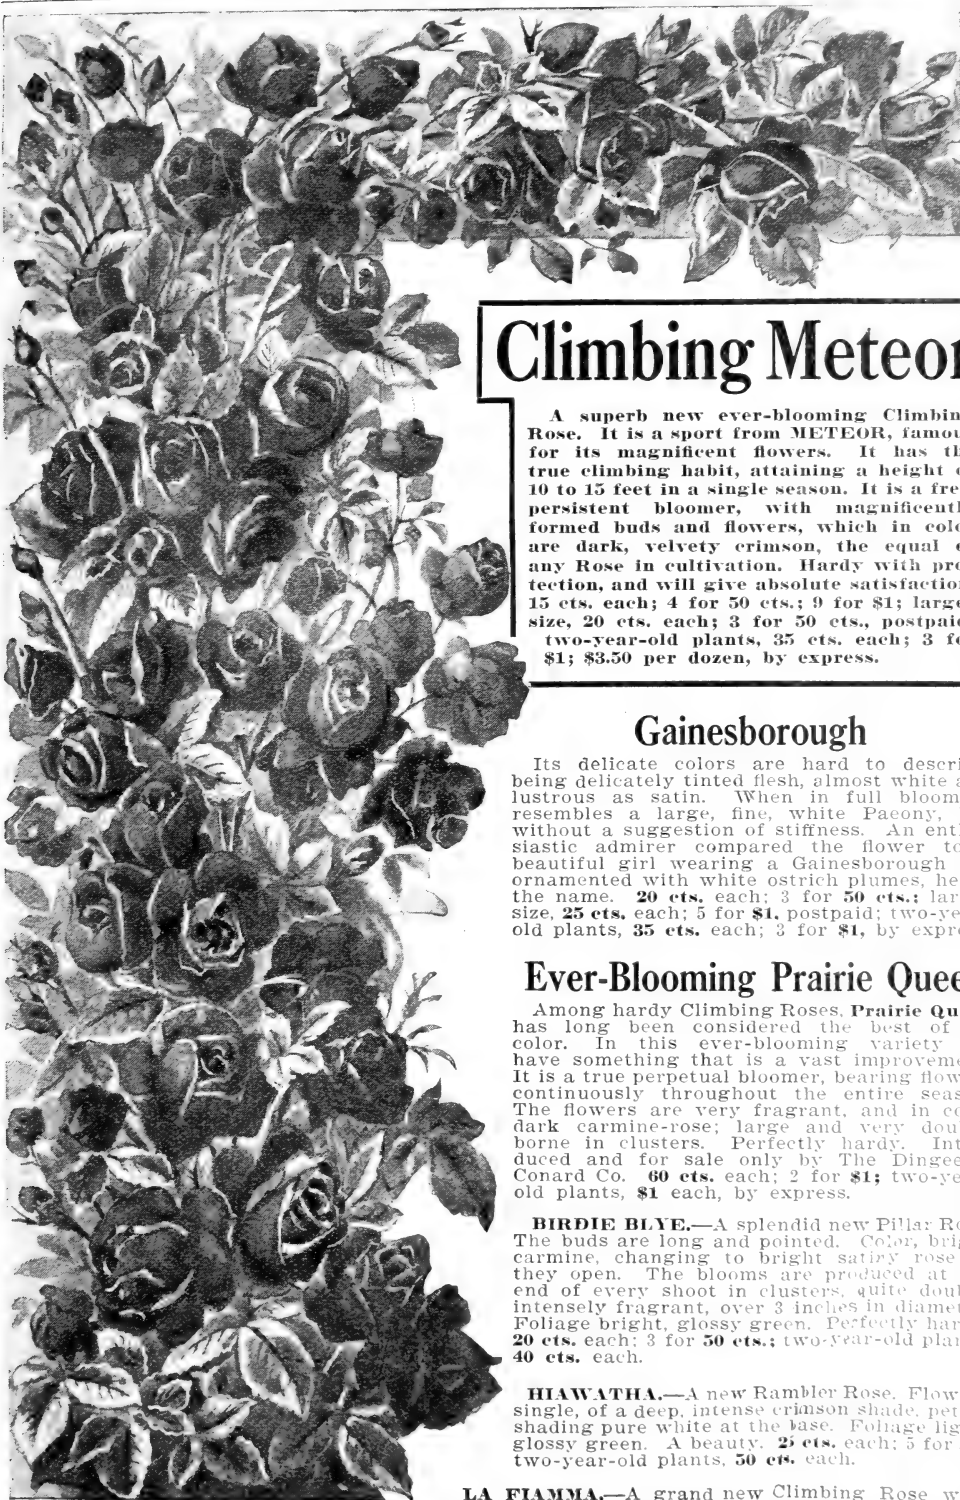 Climbing Meteor
A superb new ever-blooming Climbin
Rose. It is a sport from METEOR, famou
for its magnificent flowers. It has th
true climbing habit, attaining a height o
10 to 15 feet in a single season. It is a fre
persistent bloomer, with magnificentl
formed buds and flowers, which in colo
are dark, velvety crimson, the equal o
any Rose in cultivation. Hardy with pro
tection, and will give absolute satisfaction
15 cts. each; 4 for 50 cts.; 9 for $1; large
size, 20 cts. each; 3 for 50 cts., postpaid
two-year-old plants, 35 cts. each; 3 fo
$1; $3.50 per dozen, by express.
Gainesborough
Its delicate colors are hard to descri
being delicately tinted flesh, almost white a
lustrous as satin. When in full bloom
resembles a large, fine, white Paeony,
without a suggestion of stiffness. An enth
siastic admirer compared the flower to
beautiful girl wearing a Gainesborough
ornamented with white ostrich plumes, he
the name. 20 cts. each; 3 for 50 cts.; lar
size, 25 cts. each; 5 for $1, postpaid; two-ye
old plants, 35 cts. each; 3 for $1, by expre
Ever-Blooming Prairie Quee
Among hardy Climbing Roses, Prairie Qu
has long been considered the best of
color. In this ever-blooming variety
have something that is a vast improveme
It is a true perpetual bloomer, bearing flow
continuously throughout the entire seas
The flowers are very fragrant, and in co
dark carmine-rose; large and very dou
borne in clusters. Perfectly hardy. Int
duced and for sale only by The Dingee
Conard Co. 60 cts. each; 2 for $1; two-ye
old plants, $1 each, by express.
BIRDIE BLYE.—A splendid new Pillar Ro
The buds are long and pointed. Color, brig
carmine, changing to bright satiny rose
they open. The blooms are produced at
end of every shoot in clusters, quite doub
intensely fragrant, over 3 inches in diamet
Foliage bright, glossy green. Perfectly har
20 cts. each; 3 for 50 cts.; two-year-old plan
40 cts. each.
HIAWATHA.—A new Rambler Rose. Flow
single, of a deep, intense crimson shade, pet
shading pure white at the base. Foliage lig
glossy green. A beauty. 25 cts. each; 5 for
two-year-old plants, 50 cts. each.
LA FIAMMA.—A grand new Climbing Rose w